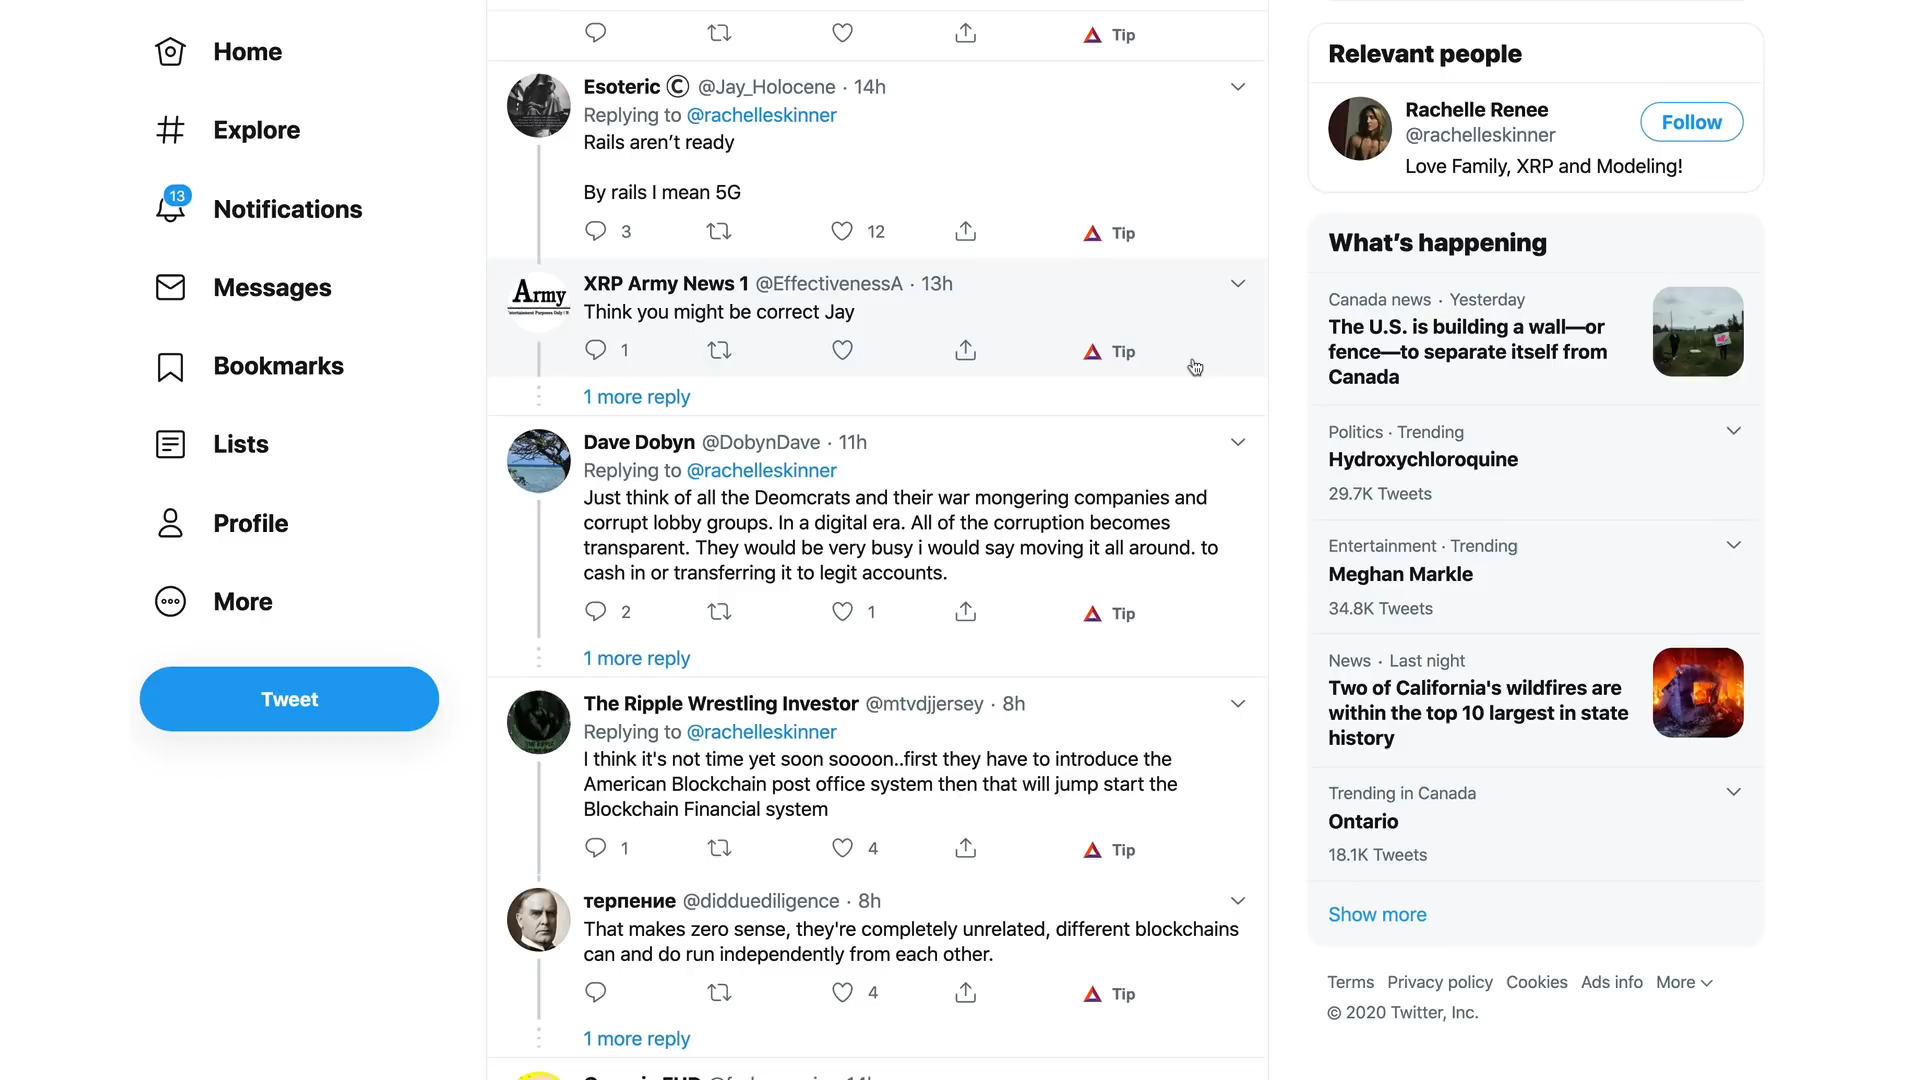 Home
Explore
13
Notifications
Messages
Bookmarks
Lists
Profile
More
Tweet
Tip
Esoteric © @Jay_Holocene · 14h
Replying to @rachelleskinner
Rails aren’t ready
By rails I mean 5G
3 12 Tip
Army
XRP Army News 1 @EffectivenessA · 13h
Think you might be correct Jay
1 Tip
1 more reply
Dave Dobyn @DobynDave · 11h
Replying to @rachelleskinner
Just think of all the Deomcrats and their war mongering companies and
corrupt lobby groups. In a digital era. All of the corruption becomes
transparent. They would be very busy i would say moving it all around. to
cash in or transferring it to legit accounts.
2 1 Tip
1 more reply
The Ripple Wrestling Investor @mtvdjjersey · 8h
Replying to @rachelleskinner
I think it's not time yet soon soooon..first they have to introduce the
American Blockchain post office system then that will jump start the
Blockchain Financial system
1 4 Tip
терпение @didduediligence · 8h
That makes zero sense, they're completely unrelated, different blockchains
can and do run independently from each other.
4 Tip
1 more reply
Relevant people
Rachelle Renee
@rachelleskinner
Follow
Love Family, XRP and Modeling!
What’s happening
Canada news · Yesterday
The U.S. is building a wall—or
fence—to separate itself from
Canada
Politics · Trending
Hydroxychloroquine
29.7K Tweets
Entertainment · Trending
Meghan Markle
34.8K Tweets
News · Last night
Two of California's wildfires are
within the top 10 largest in state
history
Trending in Canada
Ontario
18.1K Tweets
Show more
Terms Privacy policy Cookies Ads info More
© 2020 Twitter, Inc.